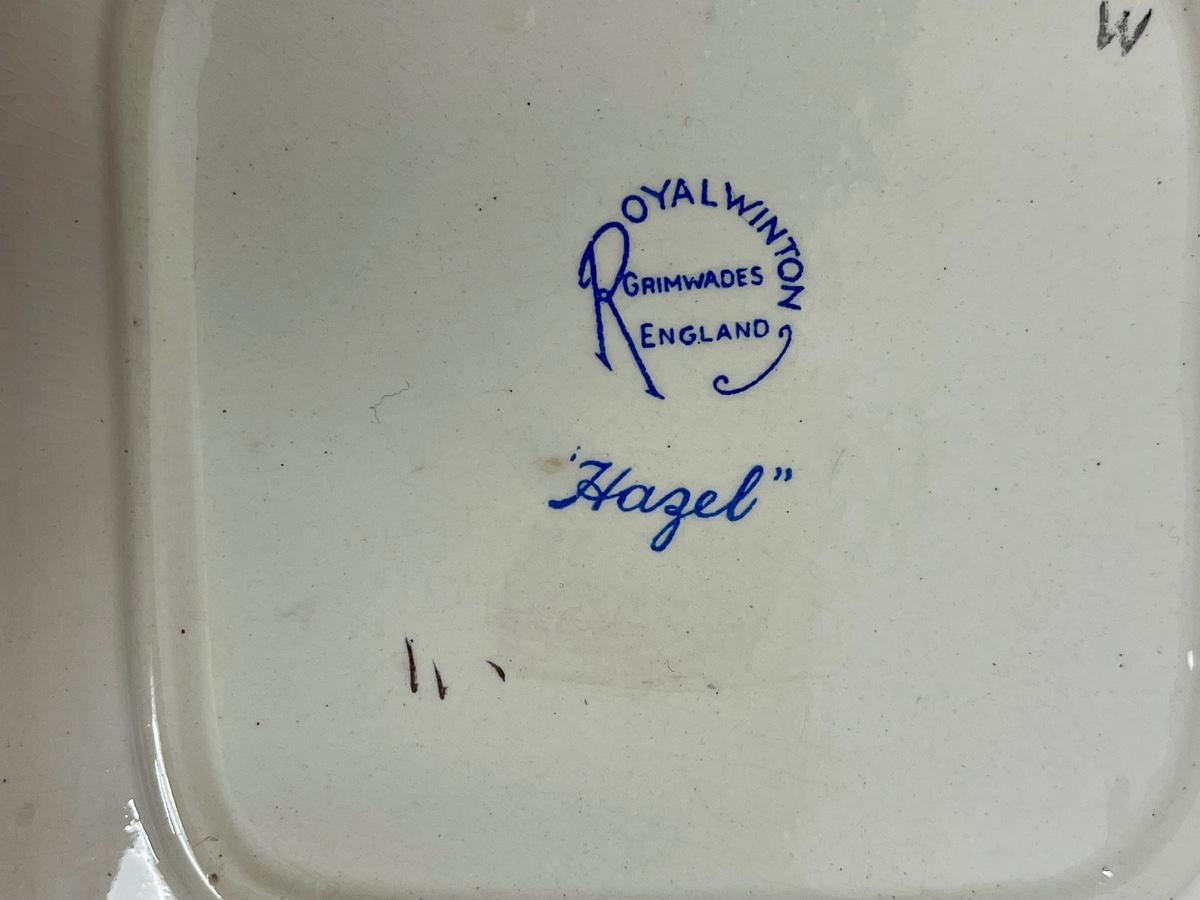 W
ROYAL WINTON
GRIMWADES
ENGLAND
"Hazel"